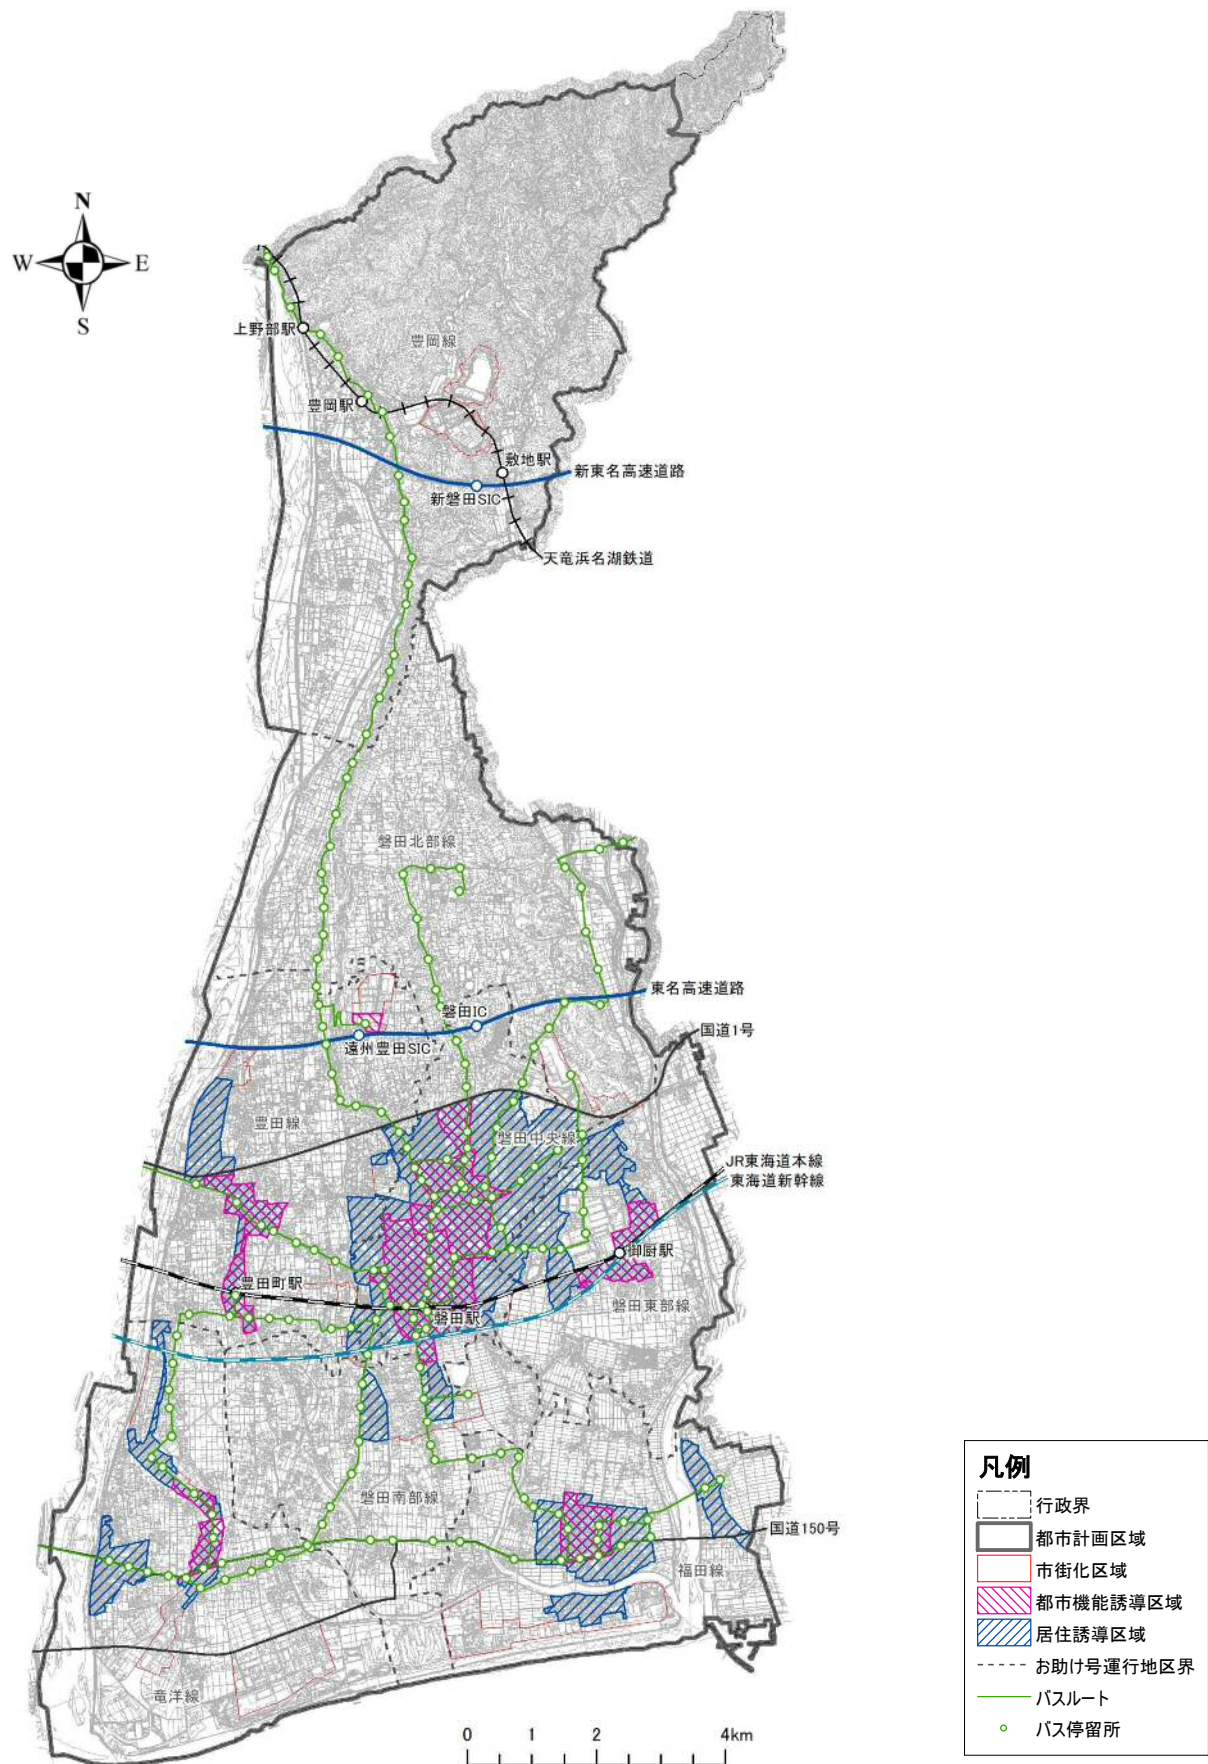 N
W
E
S
上野部駅
豊岡線
豊岡駅
敷地駅
新東名高速道路
新磐田SIC
天竜浜名湖鉄道
磐田北部線
東名高速道路
磐田IC
国道1号
遠州豊田SIC
豊田線
磐田中央線
JR東海道本線
東海道新幹線
御厨駅
豊田町駅
磐田東部線
磐田駅
磐田南部線
国道150号
福田線
竜洋線
0 1 2 4km
凡例
行政界
都市計画区域
市街化区域
都市機能誘導区域
居住誘導区域
お助け号運行地区界
バスルート
バス停留所